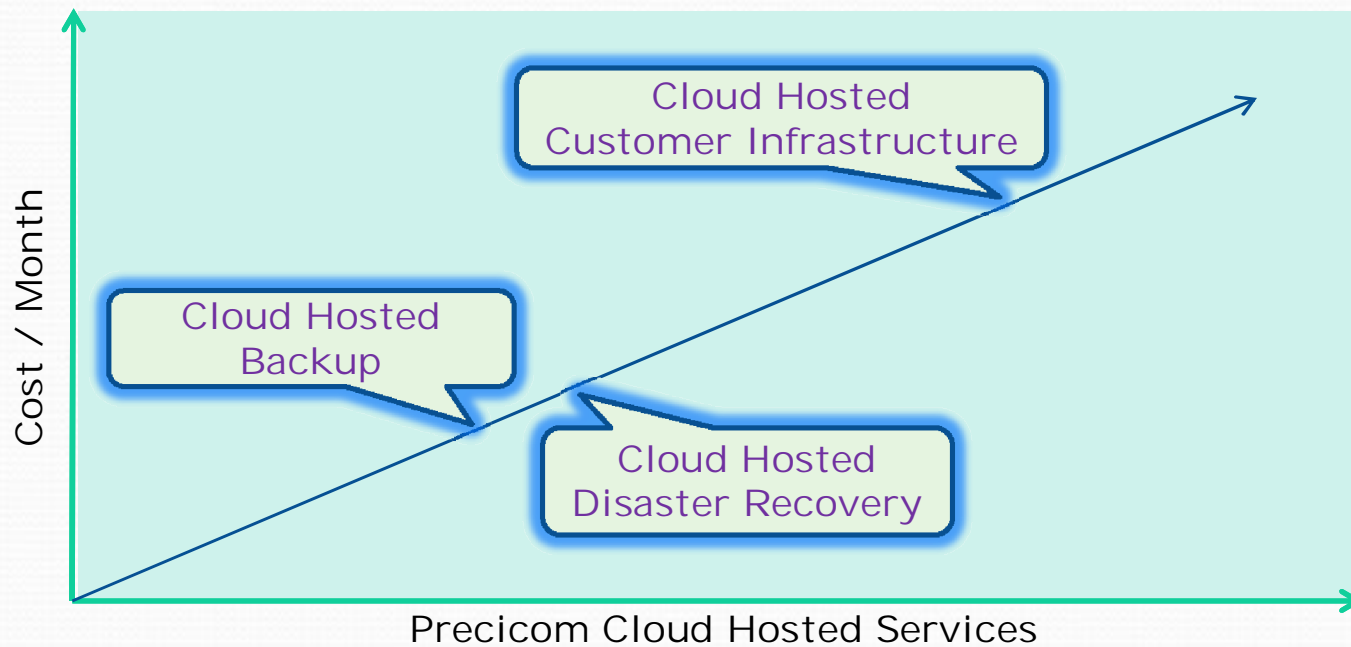 Cloud Hosted
Customer Infrastructure
Cost / Month
Cloud Hosted
Backup
Cloud Hosted
Disaster Recovery
Precicom Cloud Hosted Services